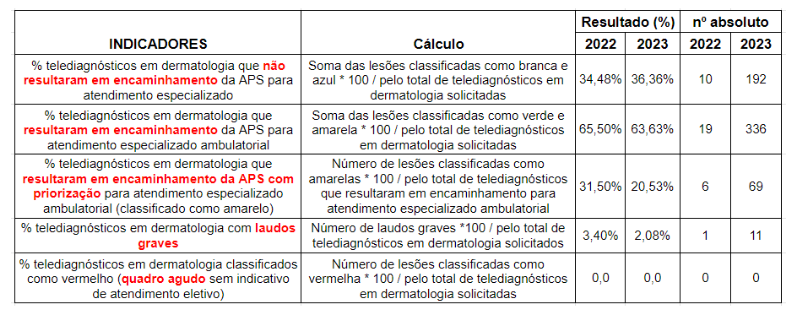 INDICADORES Cálculo Resultado (%) nº absoluto
2022 2023 2022 2023
% telediagnósticos em dermatologia que não
resultaram em encaminhamento da APS para
atendimento especializado
Soma das lesões classificadas como branca e
azul * 100 / pelo total de telediagnósticos em
dermatologia solicitadas
34,48% 36,36% 10 192
% telediagnósticos em dermatologia que
resultaram em encaminhamento da APS para
atendimento especializado ambulatorial
Soma das lesões classificadas como verde e
amarela * 100 / pelo total de telediagnósticos
em dermatologia solicitadas
65,50% 63,63% 19 336
% telediagnósticos em dermatologia que
resultaram em encaminhamento da APS com
priorização para atendimento especializado
ambulatorial (classificado como amarelo)
Número de lesões classificadas como
amarelas * 100 / pelo total de telediagnósticos
que resultaram em encaminhamento para
atendimento especializado ambulatorial
31,50% 20,53% 6 69
% telediagnósticos em dermatologia com laudos
graves
Número de laudos graves *100 / pelo total de
telediagnósticos em dermatologia solicitados
3,40% 2,08% 1 11
% telediagnósticos em dermatologia classificados
como vermelho (quadro agudo sem indicativo
de atendimento eletivo)
Número de lesões classificadas como
vermelha * 100 / pelo total de telediagnósticos
em dermatologia solicitadas
0,0 0,0 0 0